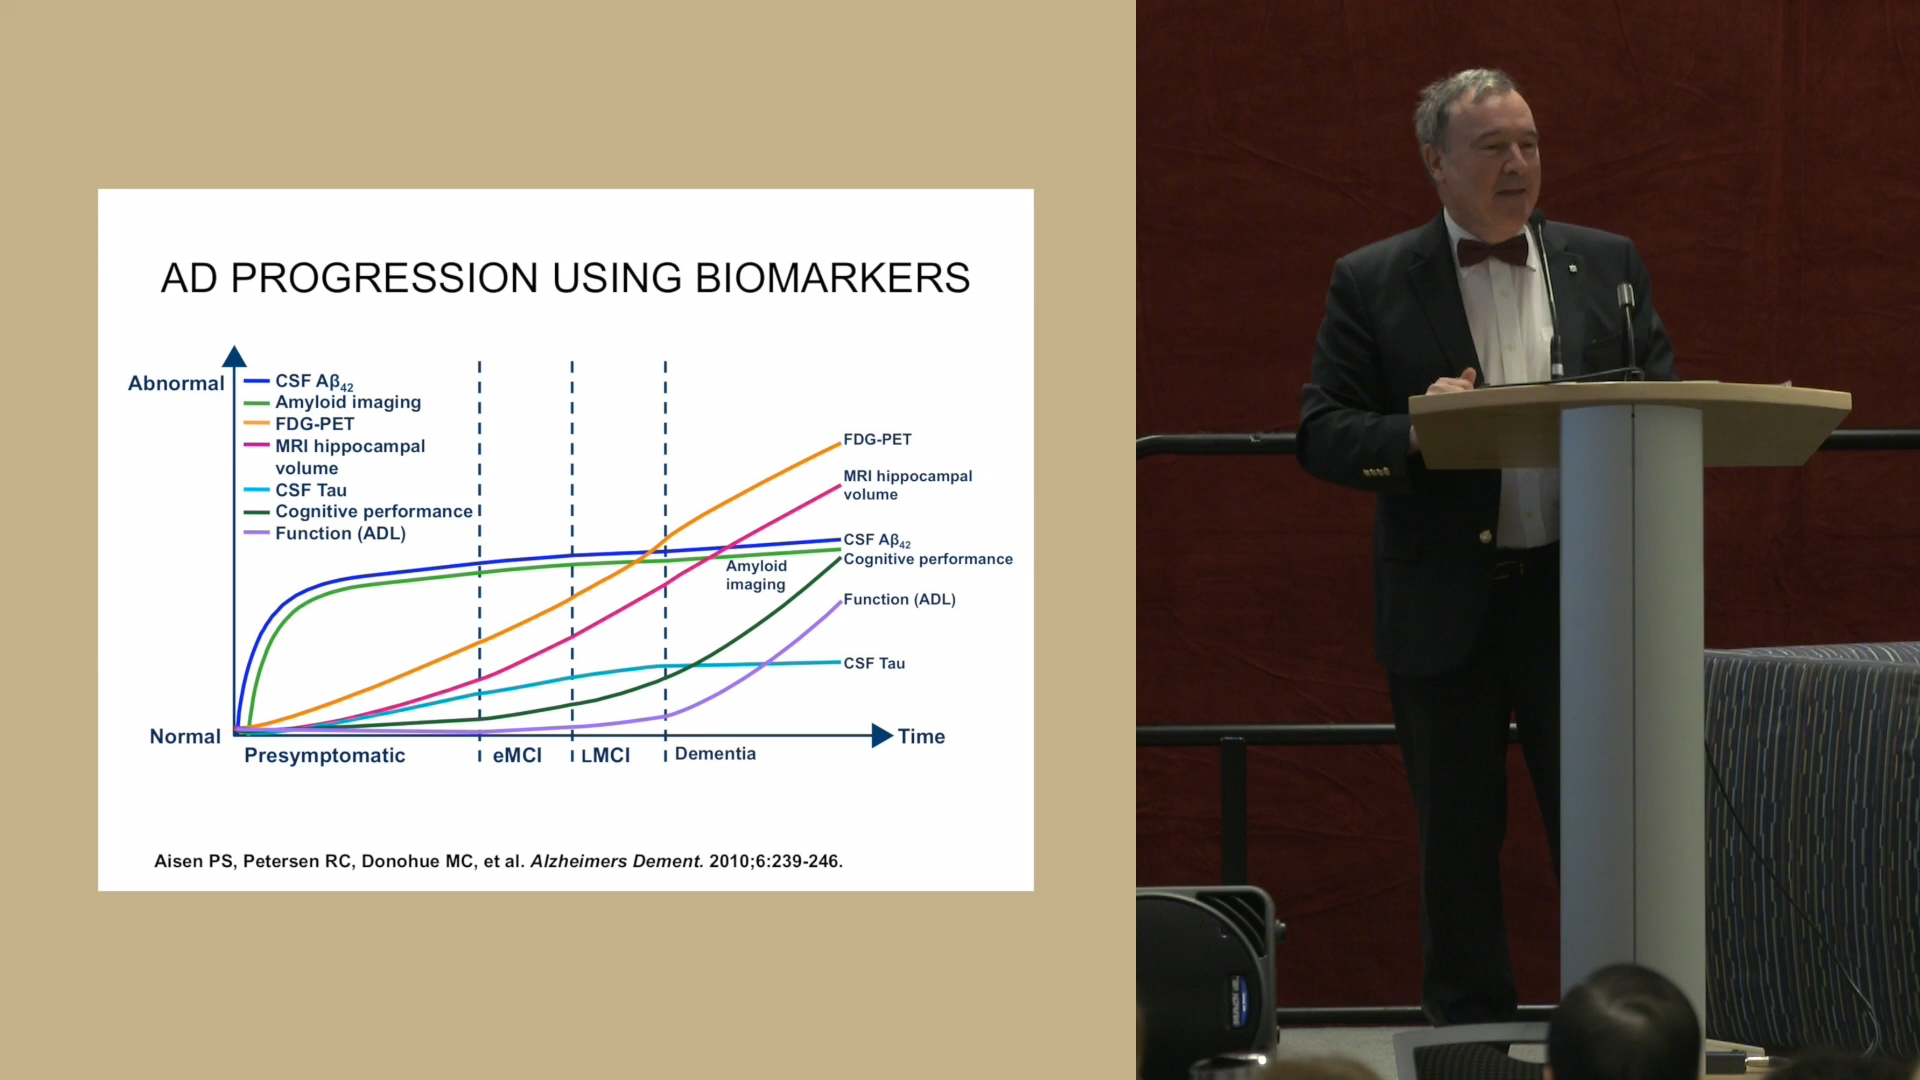 AD PROGRESSION USING BIOMARKERS
Abnormal
CSF Aβ42
Amyloid imaging
FDG-PET
MRI hippocampal
volume
CSF Tau
Cognitive performance
Function (ADL)
FDG-PET
MRI hippocampal
volume
CSF Aβ42
Cognitive performance
Amyloid
imaging
Function (ADL)
CSF Tau
Normal
Time
Presymptomatic
eMCI
LMCI
Dementia
Aisen PS, Petersen RC, Donohue MC, et al. Alzheimers Dement. 2010;6:239-246.